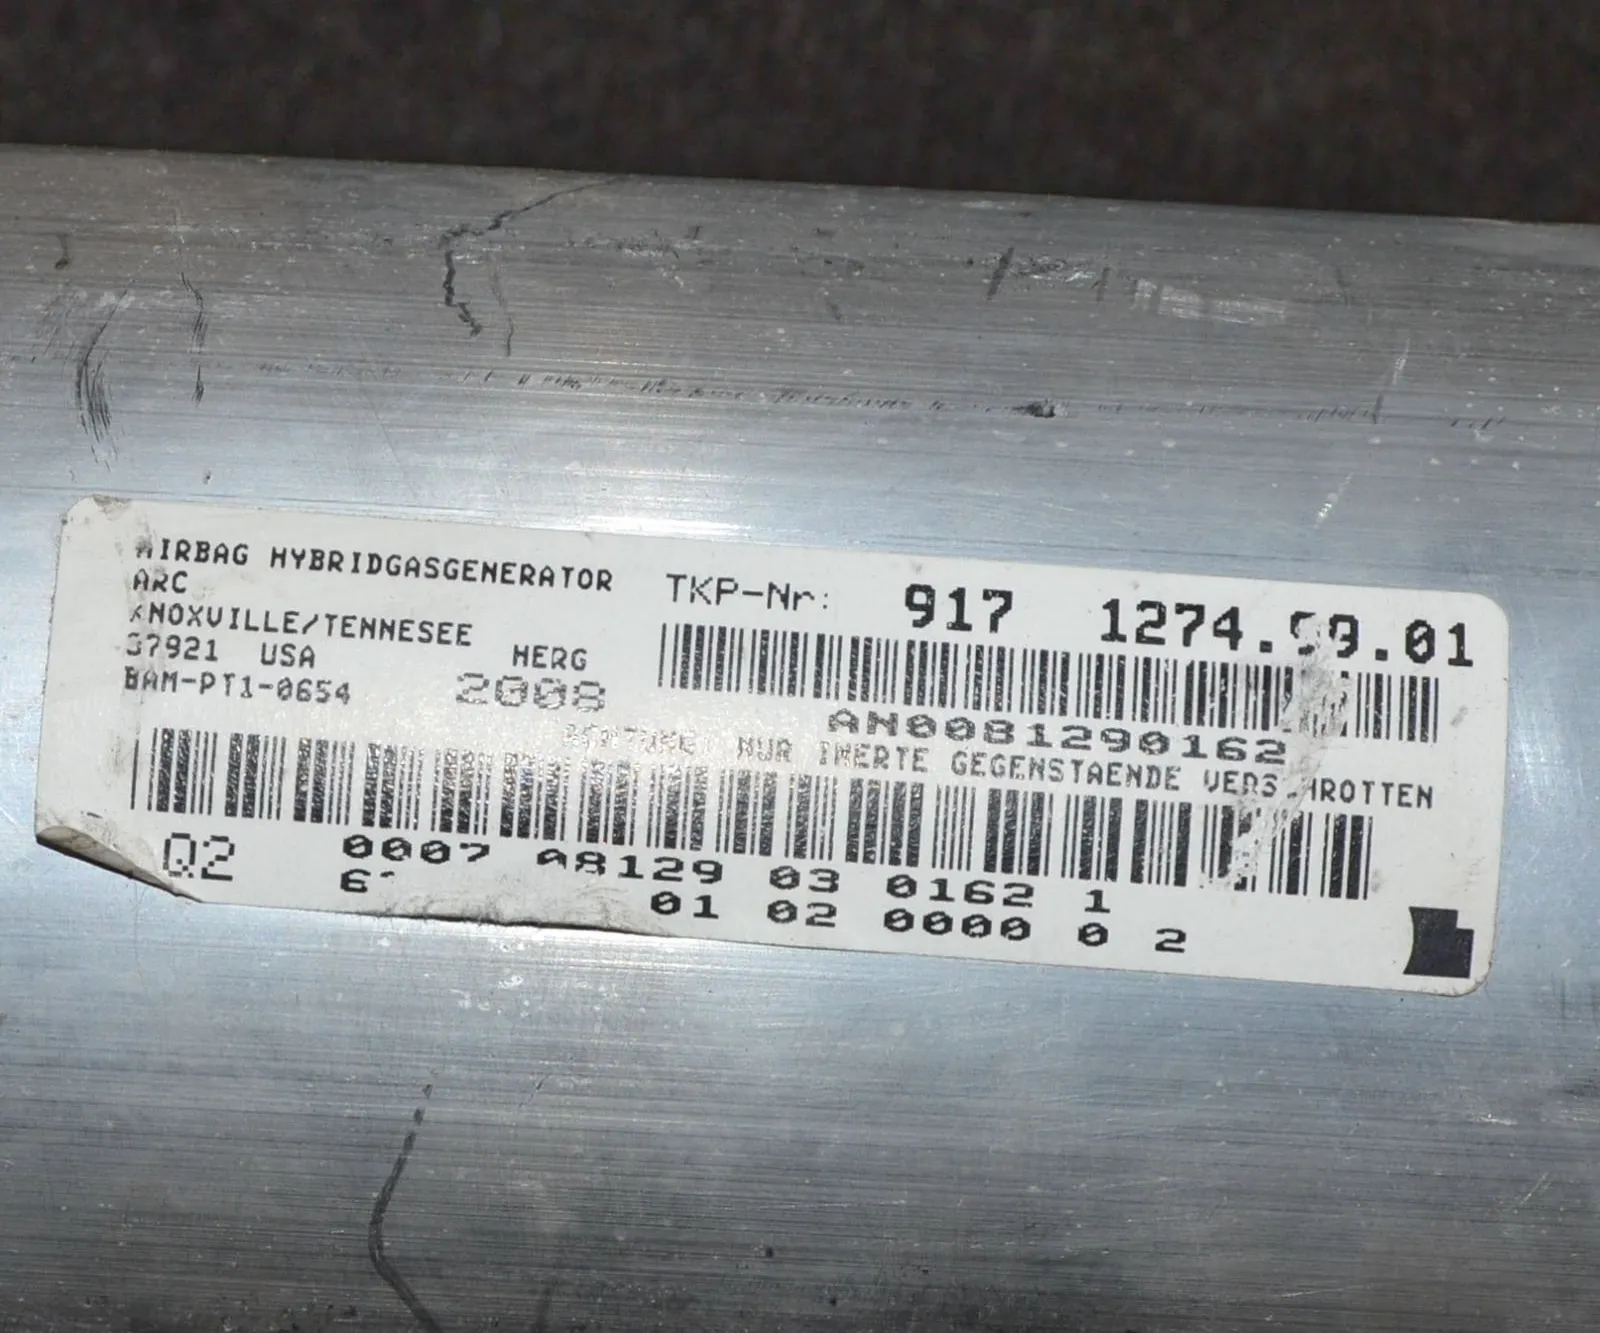 AIRBAG HYBRIDGASGENERATOR
ARC
KNOXVILLE/TENNESEE
37921 USA HERG
BAM-PT1-0654 2008
TKP-Nr: 917 1274.99.01
AN0081290162
ACHTUNG! NUR INERTE GEGENSTAENDE VERSCHROTTEN
Q2 0007 A8129 03 0162 1
01 02 0000 0 2